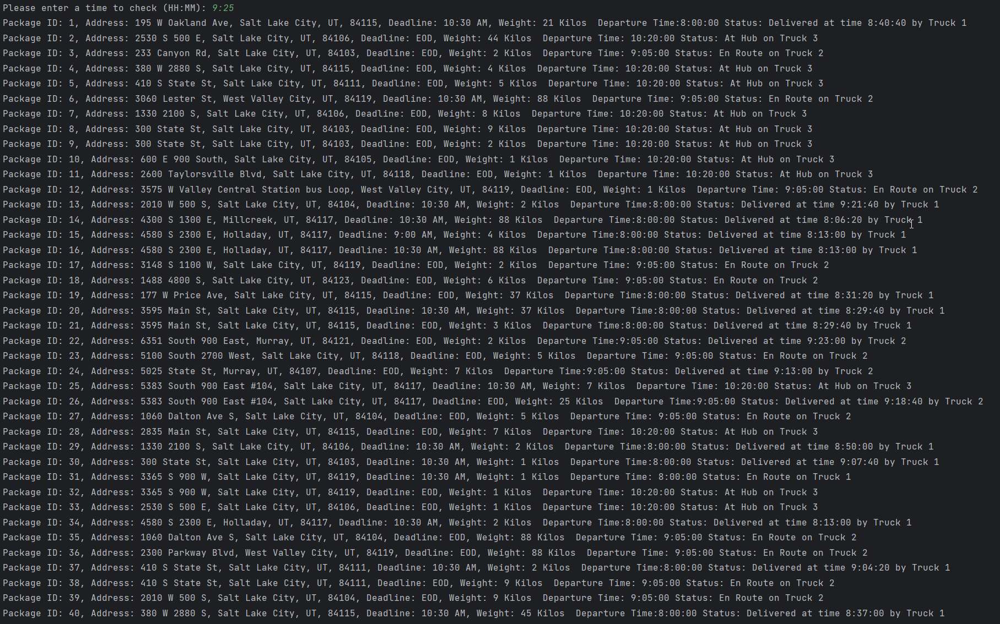 Please enter a time to check (HH:MM): 9:25
Package ID: 1, Address: 195 W Oakland Ave, Salt Lake City, UT, 84115, Deadline: 10:30 AM, Weight: 21 Kilos  Departure Time:8:00:00 Status: Delivered at time 8:40:40 by Truck 1
Package ID: 2, Address: 2530 S 500 E, Salt Lake City, UT, 84106, Deadline: EOD, Weight: 44 Kilos  Departure Time: 10:20:00 Status: At Hub on Truck 3
Package ID: 3, Address: 233 Canyon Rd, Salt Lake City, UT, 84103, Deadline: EOD, Weight: 2 Kilos  Departure Time: 9:05:00 Status: En Route on Truck 2
Package ID: 4, Address: 380 W 2880 S, Salt Lake City, UT, 84115, Deadline: EOD, Weight: 4 Kilos  Departure Time: 10:20:00 Status: At Hub on Truck 3
Package ID: 5, Address: 410 S State St, Salt Lake City, UT, 84111, Deadline: EOD, Weight: 5 Kilos  Departure Time: 10:20:00 Status: At Hub on Truck 3
Package ID: 6, Address: 3060 Lester St, West Valley City, UT, 84119, Deadline: 10:30 AM, Weight: 88 Kilos  Departure Time: 9:05:00 Status: En Route on Truck 2
Package ID: 7, Address: 1330 2100 S, Salt Lake City, UT, 84106, Deadline: EOD, Weight: 8 Kilos  Departure Time: 10:20:00 Status: At Hub on Truck 3
Package ID: 8, Address: 300 State St, Salt Lake City, UT, 84103, Deadline: EOD, Weight: 9 Kilos  Departure Time: 10:20:00 Status: At Hub on Truck 3
Package ID: 9, Address: 300 State St, Salt Lake City, UT, 84103, Deadline: EOD, Weight: 2 Kilos  Departure Time: 10:20:00 Status: At Hub on Truck 3
Package ID: 10, Address: 600 E 900 South, Salt Lake City, UT, 84105, Deadline: EOD, Weight: 1 Kilos  Departure Time: 10:20:00 Status: At Hub on Truck 3
Package ID: 11, Address: 2600 Taylorsville Blvd, Salt Lake City, UT, 84118, Deadline: EOD, Weight: 1 Kilos  Departure Time: 10:20:00 Status: At Hub on Truck 3
Package ID: 12, Address: 3575 W Valley Central Station bus Loop, West Valley City, UT, 84119, Deadline: EOD, Weight: 1 Kilos  Departure Time: 9:05:00 Status: En Route on Truck 2
Package ID: 13, Address: 2010 W 500 S, Salt Lake City, UT, 84104, Deadline: 10:30 AM, Weight: 2 Kilos  Departure Time:8:00:00 Status: Delivered at time 9:21:40 by Truck 1
Package ID: 14, Address: 4300 S 1300 E, Millcreek, UT, 84117, Deadline: 10:30 AM, Weight: 88 Kilos  Departure Time:8:00:00 Status: Delivered at time 8:06:20 by Truck 1
Package ID: 15, Address: 4580 S 2300 E, Holladay, UT, 84117, Deadline: 9:00 AM, Weight: 4 Kilos  Departure Time:8:00:00 Status: Delivered at time 8:13:00 by Truck 1
Package ID: 16, Address: 4580 S 2300 E, Holladay, UT, 84117, Deadline: 10:30 AM, Weight: 88 Kilos  Departure Time:8:00:00 Status: Delivered at time 8:13:00 by Truck 1
Package ID: 17, Address: 3148 S 1100 W, Salt Lake City, UT, 84119, Deadline: EOD, Weight: 2 Kilos  Departure Time: 9:05:00 Status: En Route on Truck 2
Package ID: 18, Address: 1488 4800 S, Salt Lake City, UT, 84123, Deadline: EOD, Weight: 6 Kilos  Departure Time: 9:05:00 Status: En Route on Truck 2
Package ID: 19, Address: 177 W Price Ave, Salt Lake City, UT, 84115, Deadline: EOD, Weight: 37 Kilos  Departure Time:8:00:00 Status: Delivered at time 8:31:20 by Truck 1
Package ID: 20, Address: 3595 Main St, Salt Lake City, UT, 84115, Deadline: 10:30 AM, Weight: 37 Kilos  Departure Time:8:00:00 Status: Delivered at time 8:29:40 by Truck 1
Package ID: 21, Address: 3595 Main St, Salt Lake City, UT, 84115, Deadline: EOD, Weight: 3 Kilos  Departure Time:8:00:00 Status: Delivered at time 8:29:40 by Truck 1
Package ID: 22, Address: 6351 South 900 East, Murray, UT, 84121, Deadline: EOD, Weight: 2 Kilos  Departure Time:9:05:00 Status: Delivered at time 9:23:00 by Truck 2
Package ID: 23, Address: 5100 South 2700 West, Salt Lake City, UT, 84118, Deadline: EOD, Weight: 5 Kilos  Departure Time: 9:05:00 Status: En Route on Truck 2
Package ID: 24, Address: 5025 State St, Murray, UT, 84107, Deadline: EOD, Weight: 7 Kilos  Departure Time:9:05:00 Status: Delivered at time 9:13:00 by Truck 2
Package ID: 25, Address: 5383 South 900 East #104, Salt Lake City, UT, 84117, Deadline: 10:30 AM, Weight: 7 Kilos  Departure Time: 10:20:00 Status: At Hub on Truck 3
Package ID: 26, Address: 5383 South 900 East #104, Salt Lake City, UT, 84117, Deadline: EOD, Weight: 25 Kilos  Departure Time:9:05:00 Status: Delivered at time 9:18:40 by Truck 2
Package ID: 27, Address: 1060 Dalton Ave S, Salt Lake City, UT, 84104, Deadline: EOD, Weight: 5 Kilos  Departure Time: 9:05:00 Status: En Route on Truck 2
Package ID: 28, Address: 2835 Main St, Salt Lake City, UT, 84115, Deadline: EOD, Weight: 7 Kilos  Departure Time: 10:20:00 Status: At Hub on Truck 3
Package ID: 29, Address: 1330 2100 S, Salt Lake City, UT, 84106, Deadline: 10:30 AM, Weight: 2 Kilos  Departure Time:8:00:00 Status: Delivered at time 8:50:00 by Truck 1
Package ID: 30, Address: 300 State St, Salt Lake City, UT, 84103, Deadline: 10:30 AM, Weight: 1 Kilos  Departure Time:8:00:00 Status: Delivered at time 9:07:40 by Truck 1
Package ID: 31, Address: 3365 S 900 W, Salt Lake City, UT, 84119, Deadline: 10:30 AM, Weight: 1 Kilos  Departure Time: 8:00:00 Status: En Route on Truck 1
Package ID: 32, Address: 3365 S 900 W, Salt Lake City, UT, 84119, Deadline: EOD, Weight: 1 Kilos  Departure Time: 10:20:00 Status: At Hub on Truck 3
Package ID: 33, Address: 2530 S 500 E, Salt Lake City, UT, 84106, Deadline: EOD, Weight: 1 Kilos  Departure Time: 10:20:00 Status: At Hub on Truck 3
Package ID: 34, Address: 4580 S 2300 E, Holladay, UT, 84117, Deadline: 10:30 AM, Weight: 2 Kilos  Departure Time:8:00:00 Status: Delivered at time 8:13:00 by Truck 1
Package ID: 35, Address: 1060 Dalton Ave S, Salt Lake City, UT, 84104, Deadline: EOD, Weight: 88 Kilos  Departure Time: 9:05:00 Status: En Route on Truck 2
Package ID: 36, Address: 2300 Parkway Blvd, West Valley City, UT, 84119, Deadline: EOD, Weight: 88 Kilos  Departure Time: 9:05:00 Status: En Route on Truck 2
Package ID: 37, Address: 410 S State St, Salt Lake City, UT, 84111, Deadline: 10:30 AM, Weight: 2 Kilos  Departure Time:8:00:00 Status: Delivered at time 9:04:20 by Truck 1
Package ID: 38, Address: 410 S State St, Salt Lake City, UT, 84111, Deadline: EOD, Weight: 9 Kilos  Departure Time: 9:05:00 Status: En Route on Truck 2
Package ID: 39, Address: 2010 W 500 S, Salt Lake City, UT, 84104, Deadline: EOD, Weight: 9 Kilos  Departure Time: 9:05:00 Status: En Route on Truck 2
Package ID: 40, Address: 380 W 2880 S, Salt Lake City, UT, 84115, Deadline: 10:30 AM, Weight: 45 Kilos  Departure Time:8:00:00 Status: Delivered at time 8:37:00 by Truck 1